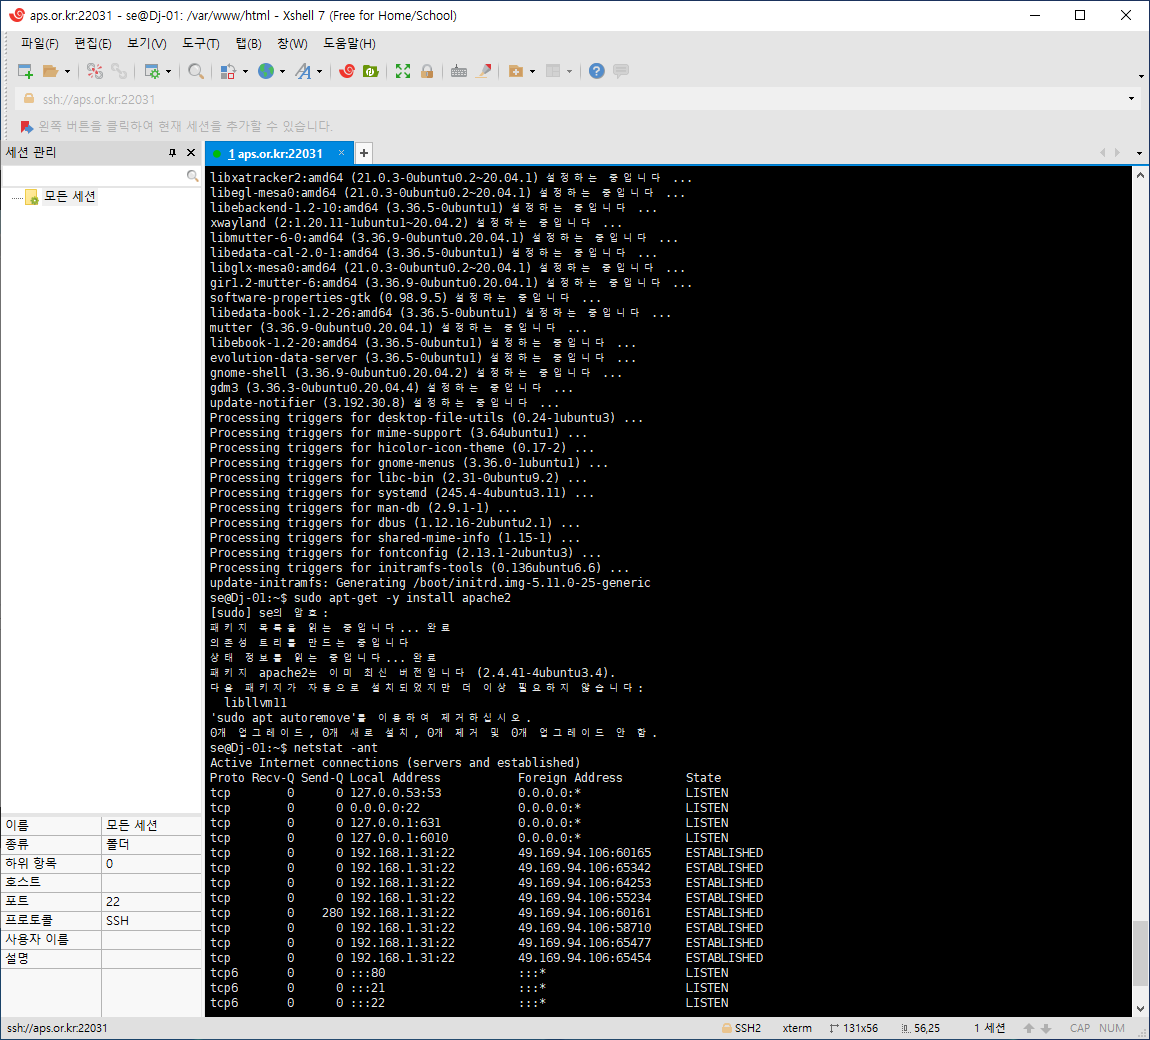 aps.or.kr:22031 - se@Dj-01: /var/www/html - Xshell 7 (Free for Home/School)
파일(F) 편집(E) 보기(V) 도구(T) 탭(B) 창(W) 도움말(H)
ssh://aps.or.kr:22031
왼쪽 버튼을 클릭하여 현재 세션을 추가할 수 있습니다.
세션 관리
모든 세션
이름 모든 세션
종류 폴더
하위 항목 0
호스트
포트 22
프로토콜 SSH
사용자 이름
설명
1 aps.or.kr:22031
libxatracker2:amd64 (21.0.3-0ubuntu0.2~20.04.1) 설정하는 중입니다 ...
libegl-mesa0:amd64 (21.0.3-0ubuntu0.2~20.04.1) 설정하는 중입니다 ...
libebackend-1.2-10:amd64 (3.36.5-0ubuntu1) 설정하는 중입니다 ...
xwayland (2:1.20.11-1ubuntu1~20.04.2) 설정하는 중입니다 ...
libmutter-6-0:amd64 (3.36.9-0ubuntu0.20.04.1) 설정하는 중입니다 ...
libedata-cal-2.0-1:amd64 (3.36.5-0ubuntu1) 설정하는 중입니다 ...
libglx-mesa0:amd64 (21.0.3-0ubuntu0.2~20.04.1) 설정하는 중입니다 ...
gir1.2-mutter-6:amd64 (3.36.9-0ubuntu0.20.04.1) 설정하는 중입니다 ...
software-properties-gtk (0.98.9.5) 설정하는 중입니다 ...
libedata-book-1.2-26:amd64 (3.36.5-0ubuntu1) 설정하는 중입니다 ...
mutter (3.36.9-0ubuntu0.20.04.1) 설정하는 중입니다 ...
libebook-1.2-20:amd64 (3.36.5-0ubuntu1) 설정하는 중입니다 ...
evolution-data-server (3.36.5-0ubuntu1) 설정하는 중입니다 ...
gnome-shell (3.36.9-0ubuntu0.20.04.2) 설정하는 중입니다 ...
gdm3 (3.36.3-0ubuntu0.20.04.4) 설정하는 중입니다 ...
update-notifier (3.192.30.8) 설정하는 중입니다 ...
Processing triggers for desktop-file-utils (0.24-1ubuntu3) ...
Processing triggers for mime-support (3.64ubuntu1) ...
Processing triggers for hicolor-icon-theme (0.17-2) ...
Processing triggers for gnome-menus (3.36.0-1ubuntu1) ...
Processing triggers for libc-bin (2.31-0ubuntu9.2) ...
Processing triggers for systemd (245.4-4ubuntu3.11) ...
Processing triggers for man-db (2.9.1-1) ...
Processing triggers for dbus (1.12.16-2ubuntu2.1) ...
Processing triggers for shared-mime-info (1.15-1) ...
Processing triggers for fontconfig (2.13.1-2ubuntu3) ...
Processing triggers for initramfs-tools (0.136ubuntu6.6) ...
update-initramfs: Generating /boot/initrd.img-5.11.0-25-generic
se@Dj-01:~$ sudo apt-get -y install apache2
[sudo] se의 암호:
패키지 목록을 읽는 중입니다... 완료
의존성 트리를 만드는 중입니다
상태 정보를 읽는 중입니다... 완료
패키지 apache2는 이미 최신 버전입니다 (2.4.41-4ubuntu3.4).
다음 패키지가 자동으로 설치되었지만 더 이상 필요하지 않습니다:
libllvm11
'sudo apt autoremove'를 이용하여 제거하십시오.
0개 업그레이드, 0개 새로 설치, 0개 제거 및 0개 업그레이드 안 함.
se@Dj-01:~$ netstat -ant
Active Internet connections (servers and established)
Proto Recv-Q Send-Q Local Address Foreign Address State
tcp 0 0 127.0.0.53:53 0.0.0.0:* LISTEN
tcp 0 0 0.0.0.0:22 0.0.0.0:* LISTEN
tcp 0 0 127.0.0.1:631 0.0.0.0:* LISTEN
tcp 0 0 127.0.0.1:6010 0.0.0.0:* LISTEN
tcp 0 0 192.168.1.31:22 49.169.94.106:60165 ESTABLISHED
tcp 0 0 192.168.1.31:22 49.169.94.106:65342 ESTABLISHED
tcp 0 0 192.168.1.31:22 49.169.94.106:64253 ESTABLISHED
tcp 0 0 192.168.1.31:22 49.169.94.106:55234 ESTABLISHED
tcp 0 280 192.168.1.31:22 49.169.94.106:60161 ESTABLISHED
tcp 0 0 192.168.1.31:22 49.169.94.106:58710 ESTABLISHED
tcp 0 0 192.168.1.31:22 49.169.94.106:65477 ESTABLISHED
tcp 0 0 192.168.1.31:22 49.169.94.106:65454 ESTABLISHED
tcp6 0 0 :::80 :::* LISTEN
tcp6 0 0 :::21 :::* LISTEN
tcp6 0 0 :::22 :::* LISTEN
ssh://aps.or.kr:22031 SSH2 xterm 131x56 56,25 1 세션 CAP NUM